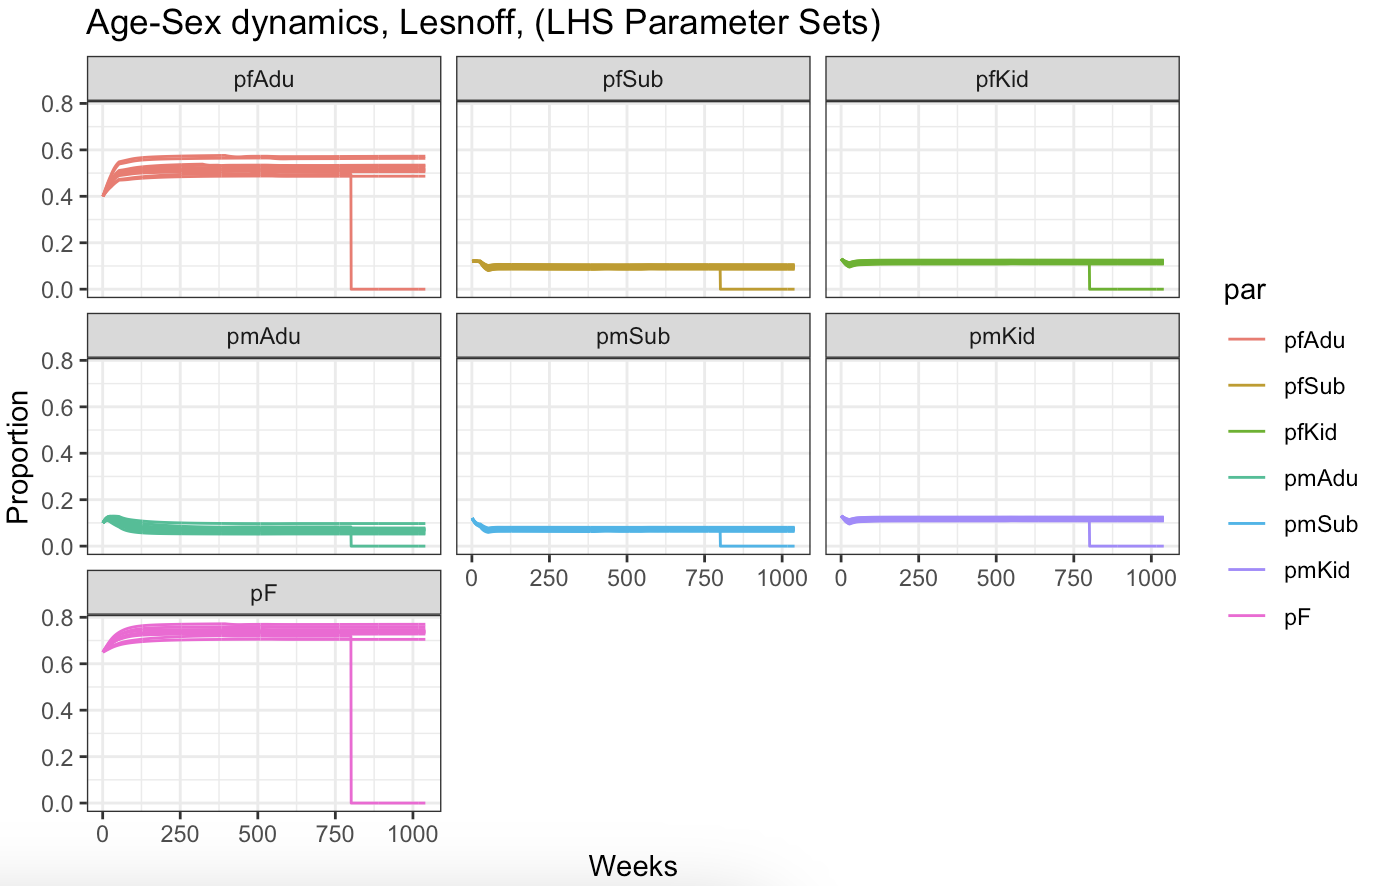 Age-Sex dynamics, Lesnoff, (LHS Parameter Sets)
pfAdu pfSub pfKid
0.8
0.6
0.4
0.2
0.0
pmAdu pmSub pmKid
0.8
0.6
0.4
0.2
0.0
0 250 500 750 1000 0 250 500 750 1000
pF
0.8
0.6
0.4
0.2
0.0
0 250 500 750 1000
Weeks
Proportion
par
pfAdu
pfSub
pfKid
pmAdu
pmSub
pmKid
pF